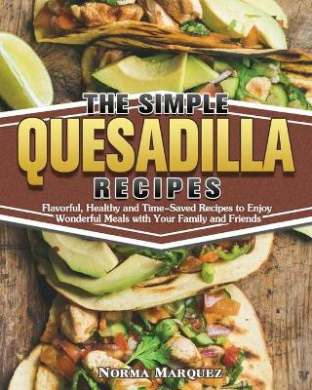 THE SIMPLE
QUESADILLA
RECIPES
Flavorful, Healthy and Time-Saved Recipes to Enjoy
Wonderful Meals with Your Family and Friends
Norma Marquez